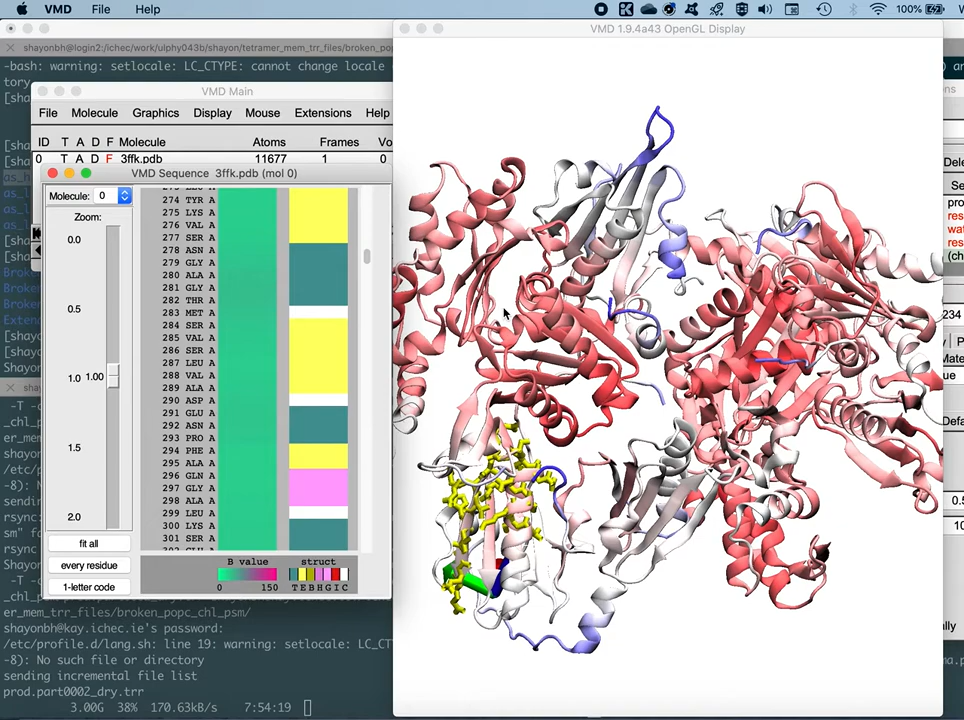 VMD File Help 100%
shayonbh@login2:/ichec/work/ulphy043b/shayon/tetramer_mem_trr_files/broken_po
VMD 1.9.4a43 OpenGL Display
-bash: warning: setlocale: LC_CTYPE: cannot change locale
tory
VMD Main
File Molecule Graphics Display Mouse Extensions Help
ID T A D F Molecule Atoms Frames Vo
0 T A D F 3ffk.pdb 11677 1 0
VMD Sequence 3ffk.pdb (mol 0)
Molecule: 0
Zoom:
0.0
0.5
1.0 1.00
1.5
2.0
fit all
every residue
1-letter code
274 TYR A
275 LYS A
276 VAL A
277 SER A
278 ASN A
279 GLY A
280 ALA A
281 GLY A
282 THR A
283 MET A
284 SER A
285 VAL A
286 SER A
287 LEU A
288 VAL A
289 ALA A
290 ASP A
291 GLU A
292 ASN A
293 PRO A
294 PHE A
295 ALA A
296 GLN A
297 GLY A
298 ALA A
299 LEU A
300 LYS A
301 SER A
B value struct
0 150 T E B H G I C
er_mem_trr_files/broken_popc_chl_psm/
shayonbh@kay.ichec.ie's password:
/etc/profile.d/lang.sh: line 19: warning: setlocale: LC_CT
-8): No such file or directory
sending incremental file list
prod.part0002_dry.trr
3.00G 38% 170.63kB/s 7:54:19